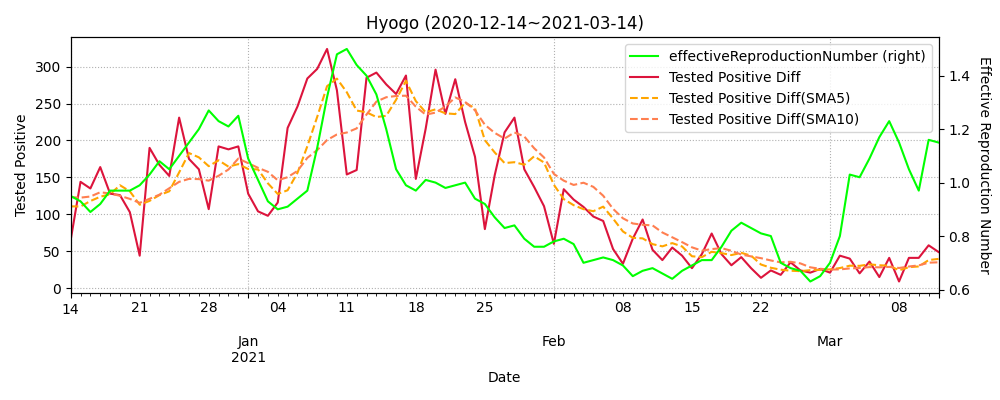 Hyogo (2020-12-14~2021-03-14)
effectiveReproductionNumber (right)
Tested Positive Diff
Tested Positive Diff(SMA5)
Tested Positive Diff(SMA10)
Tested Positive
300
250
200
150
100
50
0
Effective Reproduction Number
1.4
1.2
1.0
0.8
0.6
14 21 28 04 11 18 25 08 15 22 08
Jan Feb Mar
2021
Date